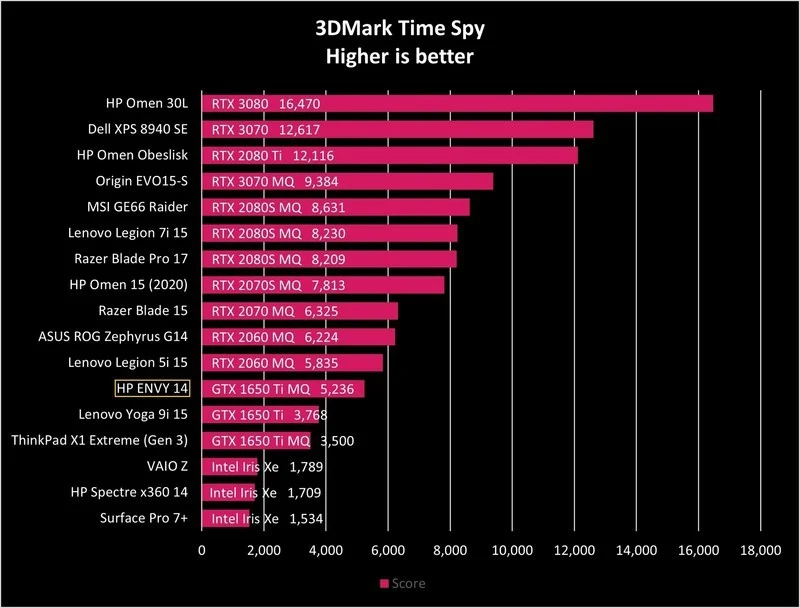 3DMark Time Spy
Higher is better
HP Omen 30L RTX 3080 16,470
Dell XPS 8940 SE RTX 3070 12,617
HP Omen Obeslisk RTX 2080 Ti 12,116
Origin EVO15-S RTX 3070 MQ 9,384
MSI GE66 Raider RTX 2080S MQ 8,631
Lenovo Legion 7i 15 RTX 2080S MQ 8,230
Razer Blade Pro 17 RTX 2080S MQ 8,209
HP Omen 15 (2020) RTX 2070S MQ 7,813
Razer Blade 15 RTX 2070 MQ 6,325
ASUS ROG Zephyrus G14 RTX 2060 MQ 6,224
Lenovo Legion 5i 15 RTX 2060 MQ 5,835
HP ENVY 14 GTX 1650 Ti MQ 5,236
Lenovo Yoga 9i 15 GTX 1650 Ti 3,768
ThinkPad X1 Extreme (Gen 3) GTX 1650 Ti MQ 3,500
VAIO Z Intel Iris Xe 1,789
HP Spectre x360 14 Intel Iris Xe 1,709
Surface Pro 7+ Intel Iris Xe 1,534
0 2,000 4,000 6,000 8,000 10,000 12,000 14,000 16,000 18,000
Score